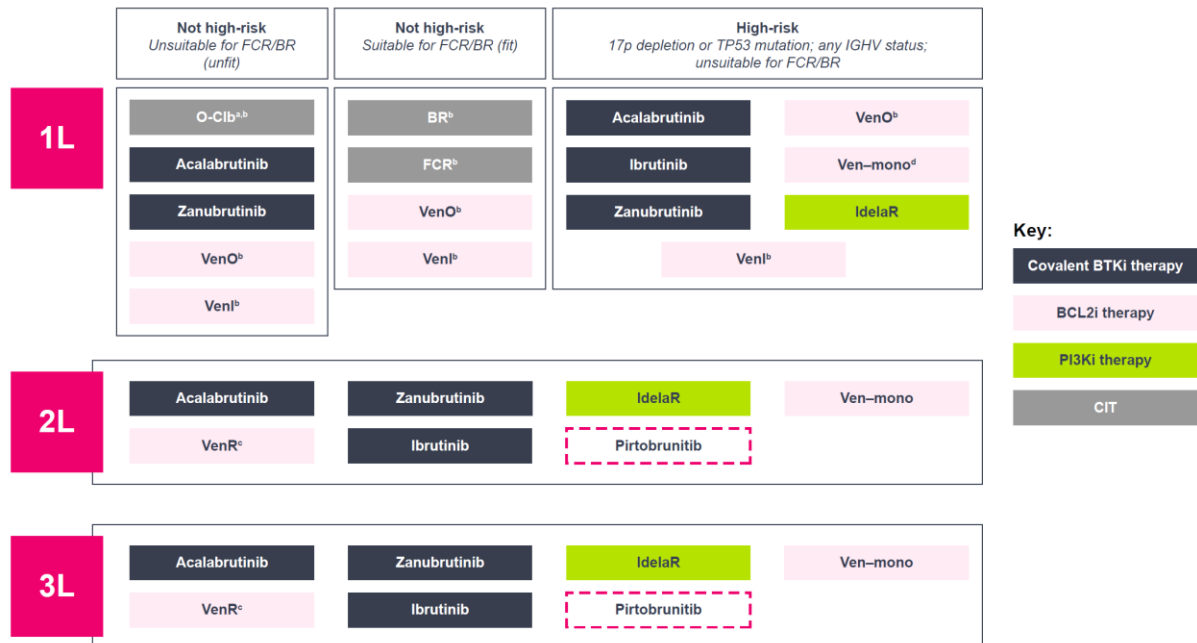 Not high-risk
Unsuitable for FCR/BR
(unfit)
Not high-risk
Suitable for FCR/BR (fit)
High-risk
17p depletion or TP53 mutation; any IGHV status;
unsuitable for FCR/BR
1L
O-Clbᵃ,ᵇ
Acalabrutinib
Zanubrutinib
VenOᵇ
VenIᵇ
BRᵇ
FCRᵇ
VenOᵇ
VenIᵇ
Acalabrutinib
VenOᵇ
Ibrutinib
Ven–monoᵈ
Zanubrutinib
IdelaR
VenIᵇ
Key:
Covalent BTKi therapy
BCL2i therapy
PI3Ki therapy
CIT
2L
Acalabrutinib
Zanubrutinib
IdelaR
Ven–mono
VenRᶜ
Ibrutinib
Pirtobrunitib
3L
Acalabrutinib
Zanubrutinib
IdelaR
Ven–mono
VenRᶜ
Ibrutinib
Pirtobrunitib